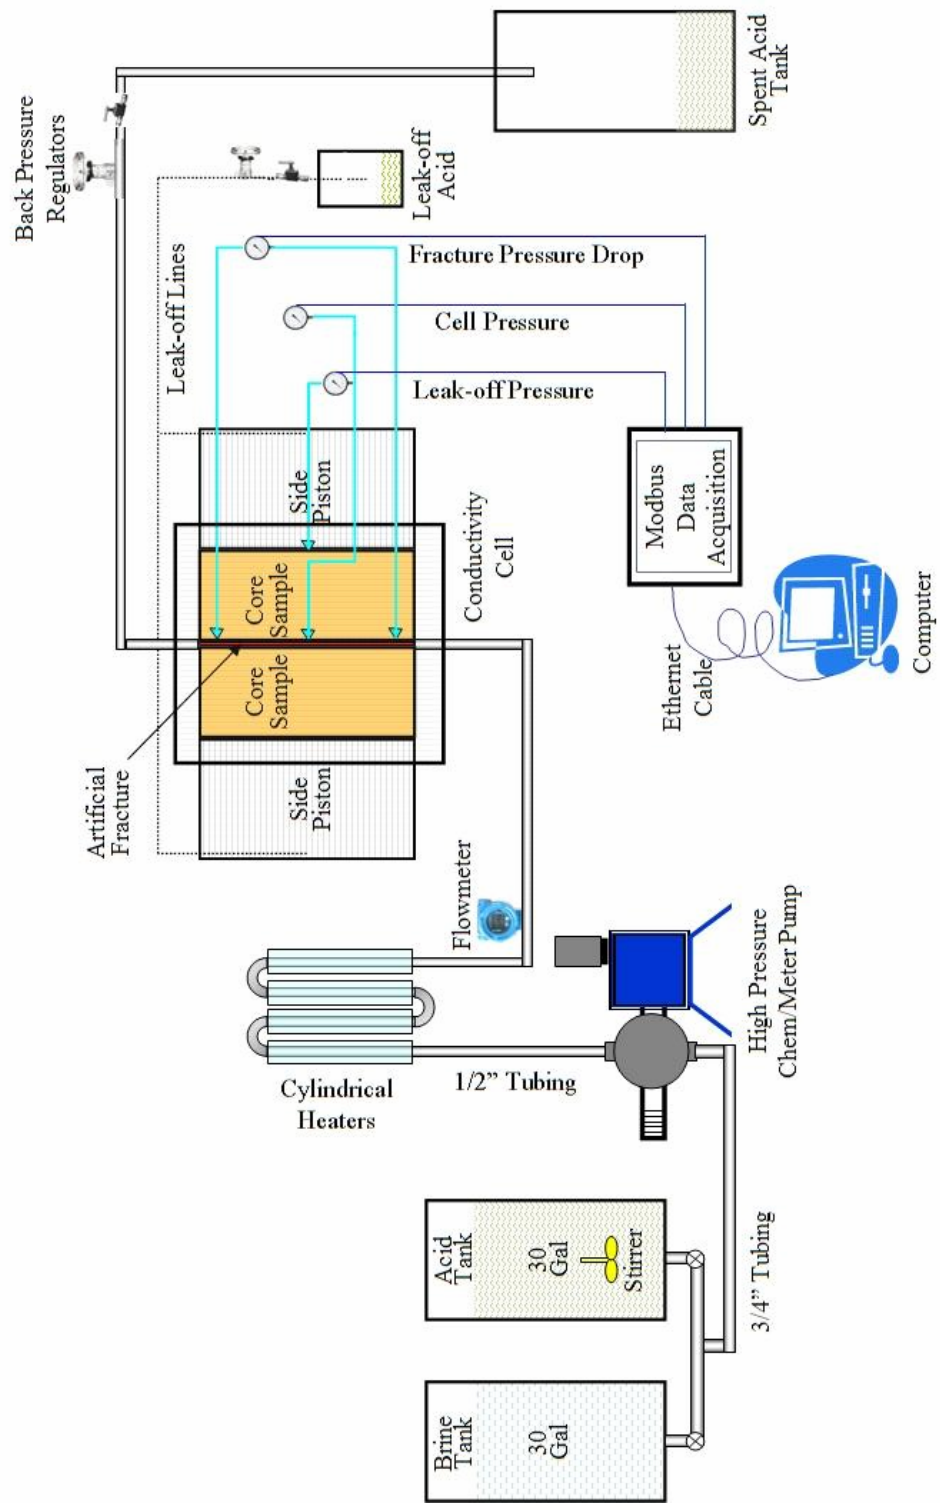 Brine
Tank
30
Gal
Acid
Tank
30
Gal
Stirrer
3/4” Tubing
Cylindrical
Heaters
1/2” Tubing
High Pressure
Chem/Meter Pump
Flowmeter
Artificial
Fracture
Side
Piston
Core
Sample
Core
Sample
Side
Piston
Conductivity
Cell
Leak-off Lines
Back Pressure
Regulators
Leak-off
Acid
Spent Acid
Tank
Fracture Pressure Drop
Cell Pressure
Leak-off Pressure
Modbus
Data
Acquisition
Ethernet
Cable
Computer